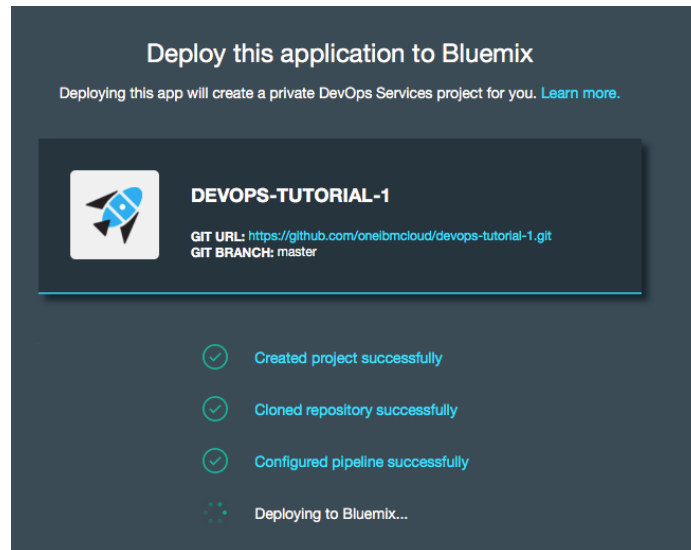 Deploy this application to Bluemix
Deploying this app will create a private DevOps Services project for you. Learn more.
DEVOPS-TUTORIAL-1
GIT URL: https://github.com/oneibmcloud/devops-tutorial-1.git
GIT BRANCH: master
Created project successfully
Cloned repository successfully
Configured pipeline successfully
Deploying to Bluemix...